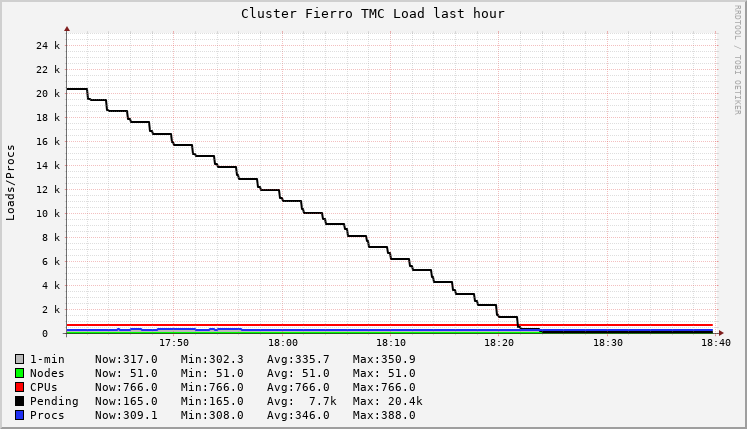 Cluster Fierro TMC Load last hour
RRDTOOL / TOBI OETIKER
Loads/Procs
24 k
22 k
20 k
18 k
16 k
14 k
12 k
10 k
8 k
6 k
4 k
2 k
0
17:50 18:00 18:10 18:20 18:30 18:40
1-min Now:317.0 Min:302.3 Avg:335.7 Max:350.9
Nodes Now: 51.0 Min: 51.0 Avg: 51.0 Max: 51.0
CPUs Now:766.0 Min:766.0 Avg:766.0 Max:766.0
Pending Now:165.0 Min:165.0 Avg: 7.7k Max: 20.4k
Procs Now:309.1 Min:308.0 Avg:346.0 Max:388.0